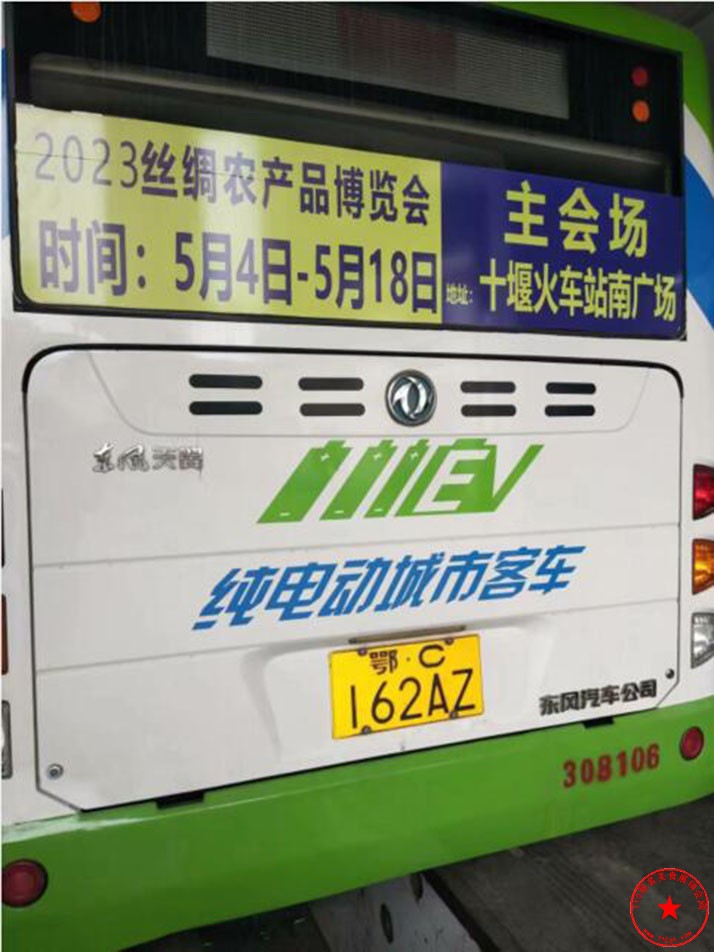 2023丝绸农产品博览会
时间：5月4日-5月18日
主会场
地址：十堰火车站南广场
东风天翼
EV
纯电动城市客车
鄂·C
162AZ
东风汽车公司
308106